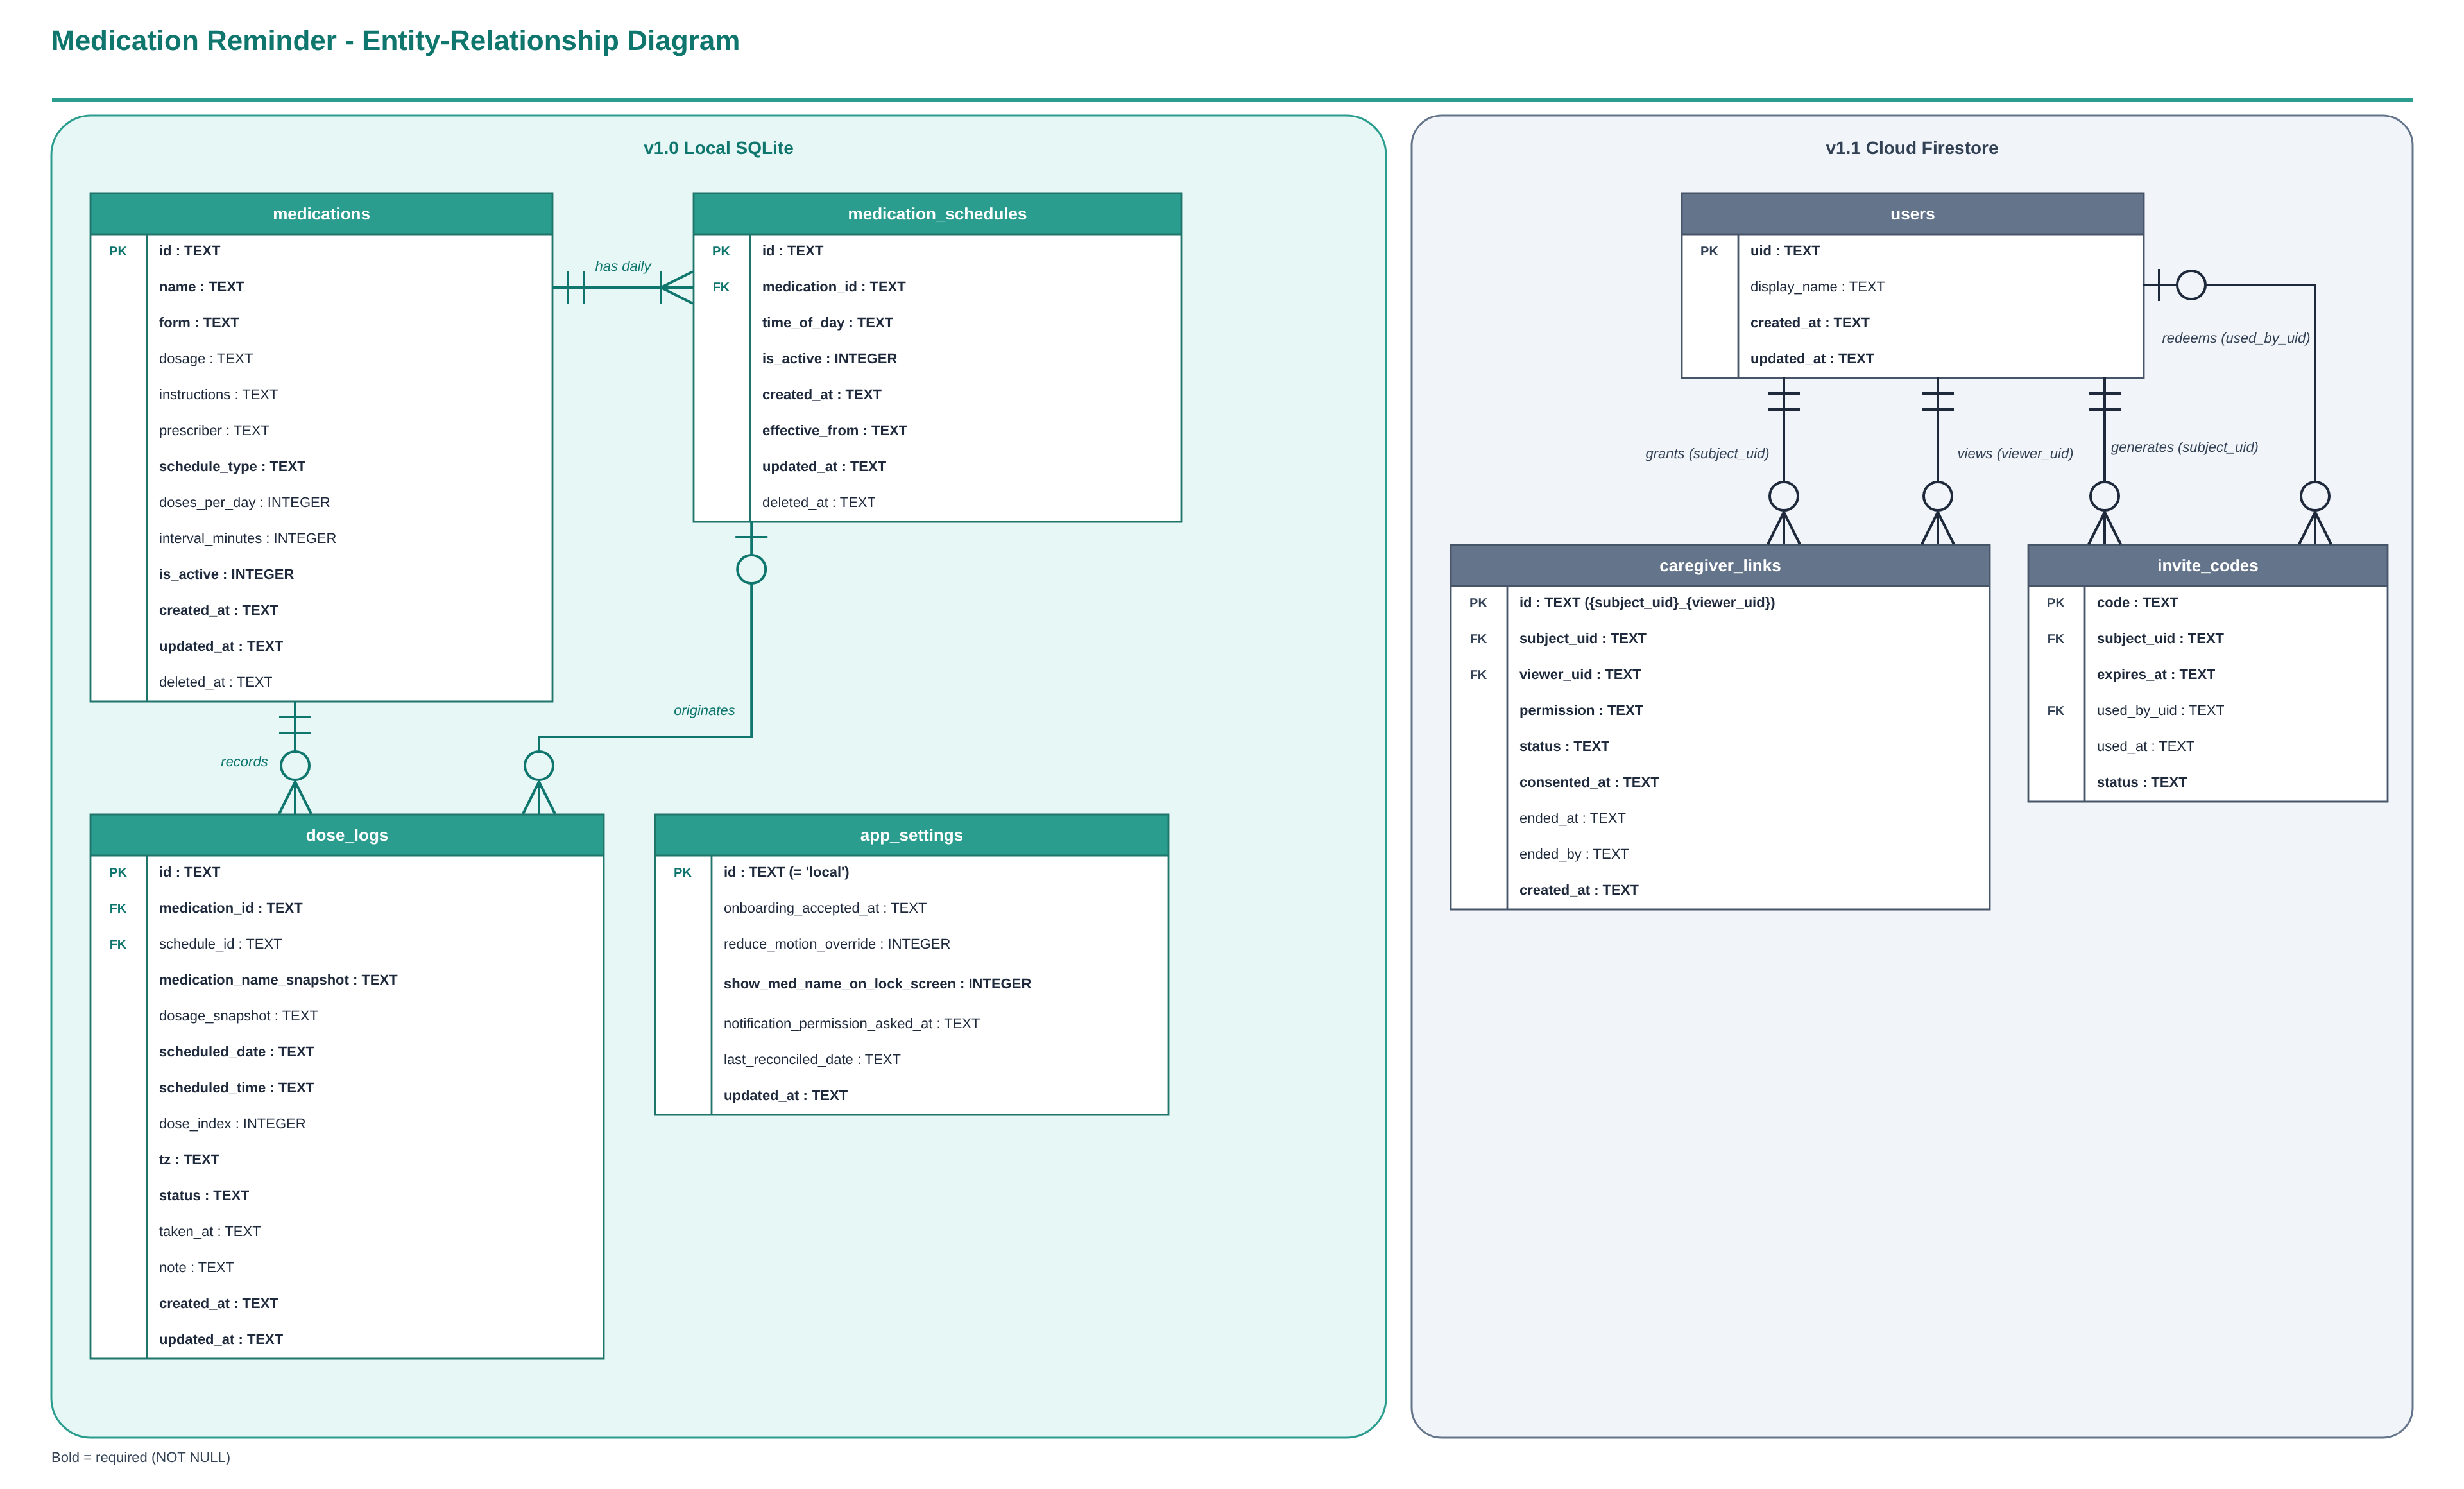 Medication Reminder - Entity-Relationship Diagram
v1.0 Local SQLite
medications
PK id : TEXT
name : TEXT
form : TEXT
dosage : TEXT
instructions : TEXT
prescriber : TEXT
schedule_type : TEXT
doses_per_day : INTEGER
interval_minutes : INTEGER
is_active : INTEGER
created_at : TEXT
updated_at : TEXT
deleted_at : TEXT
has daily
medication_schedules
PK id : TEXT
FK medication_id : TEXT
time_of_day : TEXT
is_active : INTEGER
created_at : TEXT
effective_from : TEXT
updated_at : TEXT
deleted_at : TEXT
originates
records
dose_logs
PK id : TEXT
FK medication_id : TEXT
FK schedule_id : TEXT
medication_name_snapshot : TEXT
dosage_snapshot : TEXT
scheduled_date : TEXT
scheduled_time : TEXT
dose_index : INTEGER
tz : TEXT
status : TEXT
taken_at : TEXT
note : TEXT
created_at : TEXT
updated_at : TEXT
app_settings
PK id : TEXT (= 'local')
onboarding_accepted_at : TEXT
reduce_motion_override : INTEGER
show_med_name_on_lock_screen : INTEGER
notification_permission_asked_at : TEXT
last_reconciled_date : TEXT
updated_at : TEXT
v1.1 Cloud Firestore
users
PK uid : TEXT
display_name : TEXT
created_at : TEXT
updated_at : TEXT
redeems (used_by_uid)
grants (subject_uid)
views (viewer_uid)
generates (subject_uid)
caregiver_links
PK id : TEXT ({subject_uid}_{viewer_uid})
FK subject_uid : TEXT
FK viewer_uid : TEXT
permission : TEXT
status : TEXT
consented_at : TEXT
ended_at : TEXT
ended_by : TEXT
created_at : TEXT
invite_codes
PK code : TEXT
FK subject_uid : TEXT
expires_at : TEXT
FK used_by_uid : TEXT
used_at : TEXT
status : TEXT
Bold = required (NOT NULL)